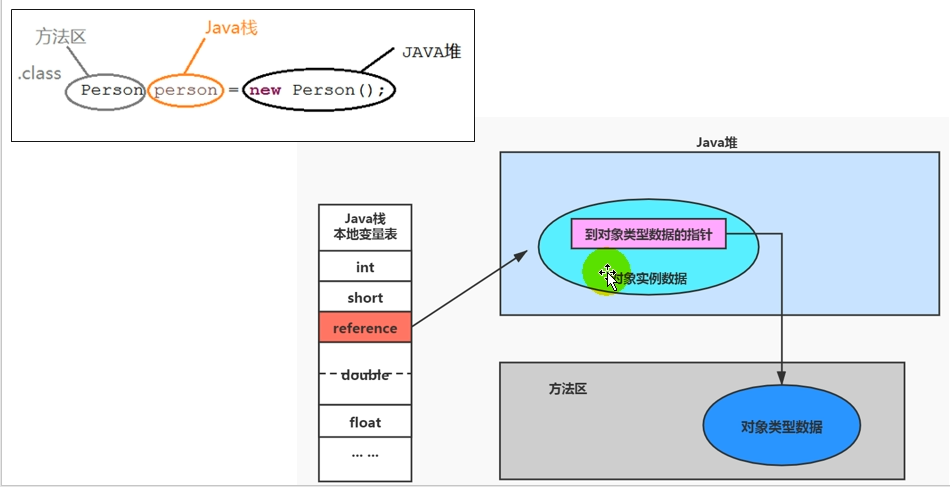 方法区
Java栈
JAVA堆
.class
Person person = new Person();
Java堆
Java栈
本地变量表
int
short
reference
double
float
... ...
到对象类型数据的指针
对象实例数据
方法区
对象类型数据